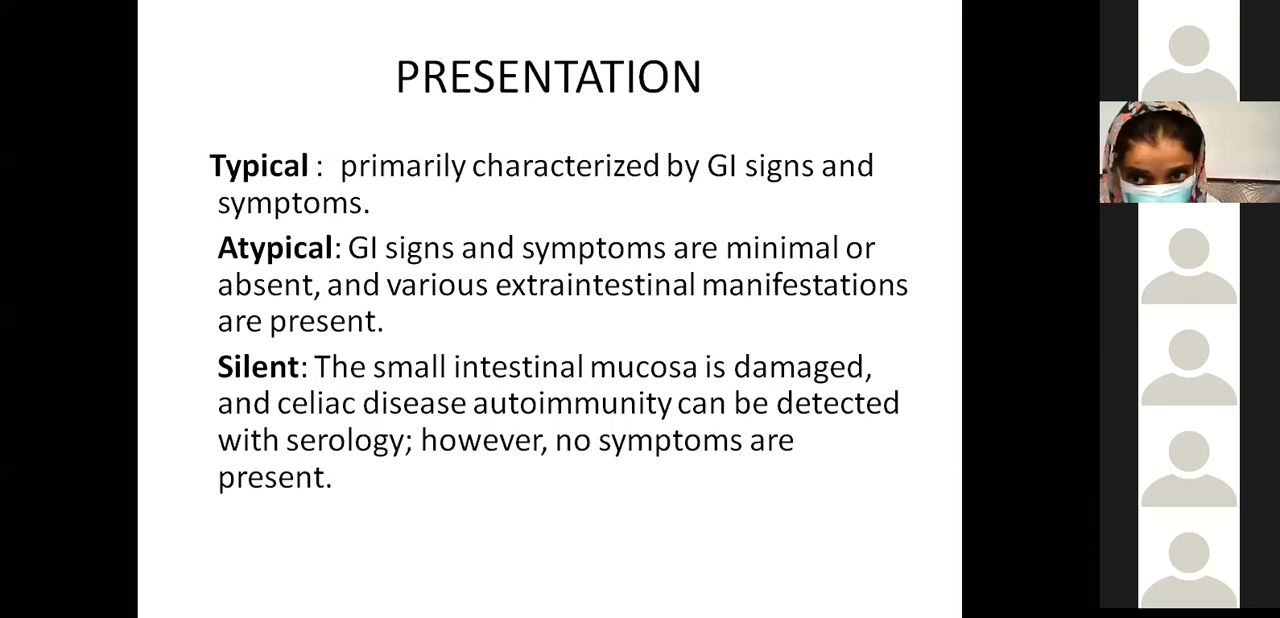 PRESENTATION
Typical : primarily characterized by GI signs and
symptoms.
Atypical: GI signs and symptoms are minimal or
absent, and various extraintestinal manifestations
are present.
Silent: The small intestinal mucosa is damaged,
and celiac disease autoimmunity can be detected
with serology; however, no symptoms are
present.